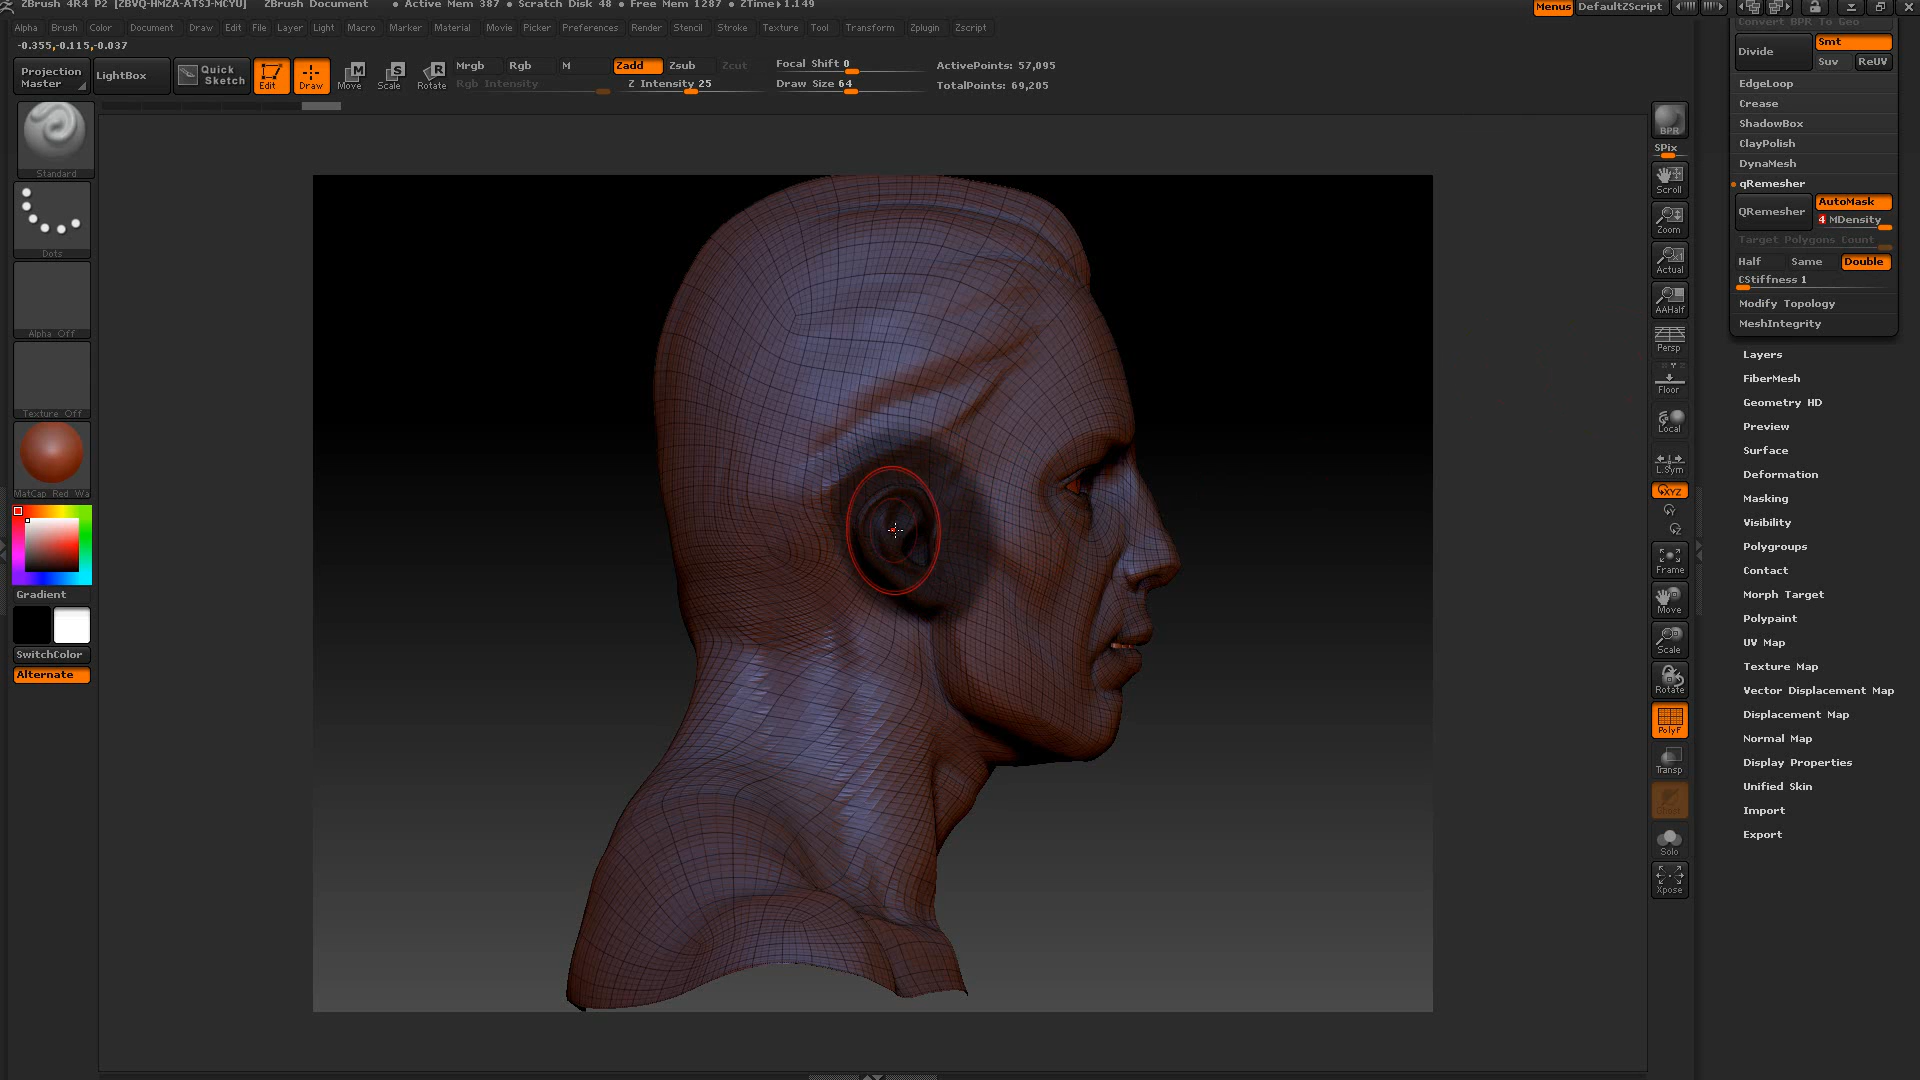 ZBrush 4R4 P2 [ZBVQ-HMZA-ATSJ-MCYU] ZBrush Document • Active Mem 387 • Scratch Disk 48 • Free Mem 1287 • ZTime▸1.149 Menus DefaultZScript
Alpha Brush Color Document Draw Edit File Layer Light Macro Marker Material Movie Picker Preferences Render Stencil Stroke Texture Tool Transform Zplugin Zscript
-0.355,-0.115,-0.037
Projection Master
LightBox
Quick Sketch
Edit
Draw
Move
Scale
Rotate
Mrgb Rgb M Zadd Zsub Zcut
Rgb Intensity Z Intensity 25
Focal Shift 0
Draw Size 64
ActivePoints: 57,095
TotalPoints: 69,205
Standard
Dots
Alpha Off
Texture Off
MatCap Red Wa
Gradient
SwitchColor
Alternate
BPR
SPix
Scroll
Zoom
Actual
AAHalf
Persp
Floor
Local
L.Sym
XYZ
Y
Z
Frame
Move
Scale
Rotate
PolyF
Transp
Ghost
Solo
Xpose
Convert BPR To Geo
Divide
Smt
Suv ReUV
EdgeLoop
Crease
ShadowBox
ClayPolish
DynaMesh
qRemesher
QRemesher
AutoMask
4 MDensity
Target Polygons Count
Half Same Double
CStiffness 1
Modify Topology
MeshIntegrity
Layers
FiberMesh
Geometry HD
Preview
Surface
Deformation
Masking
Visibility
Polygroups
Contact
Morph Target
Polypaint
UV Map
Texture Map
Vector Displacement Map
Displacement Map
Normal Map
Display Properties
Unified Skin
Import
Export